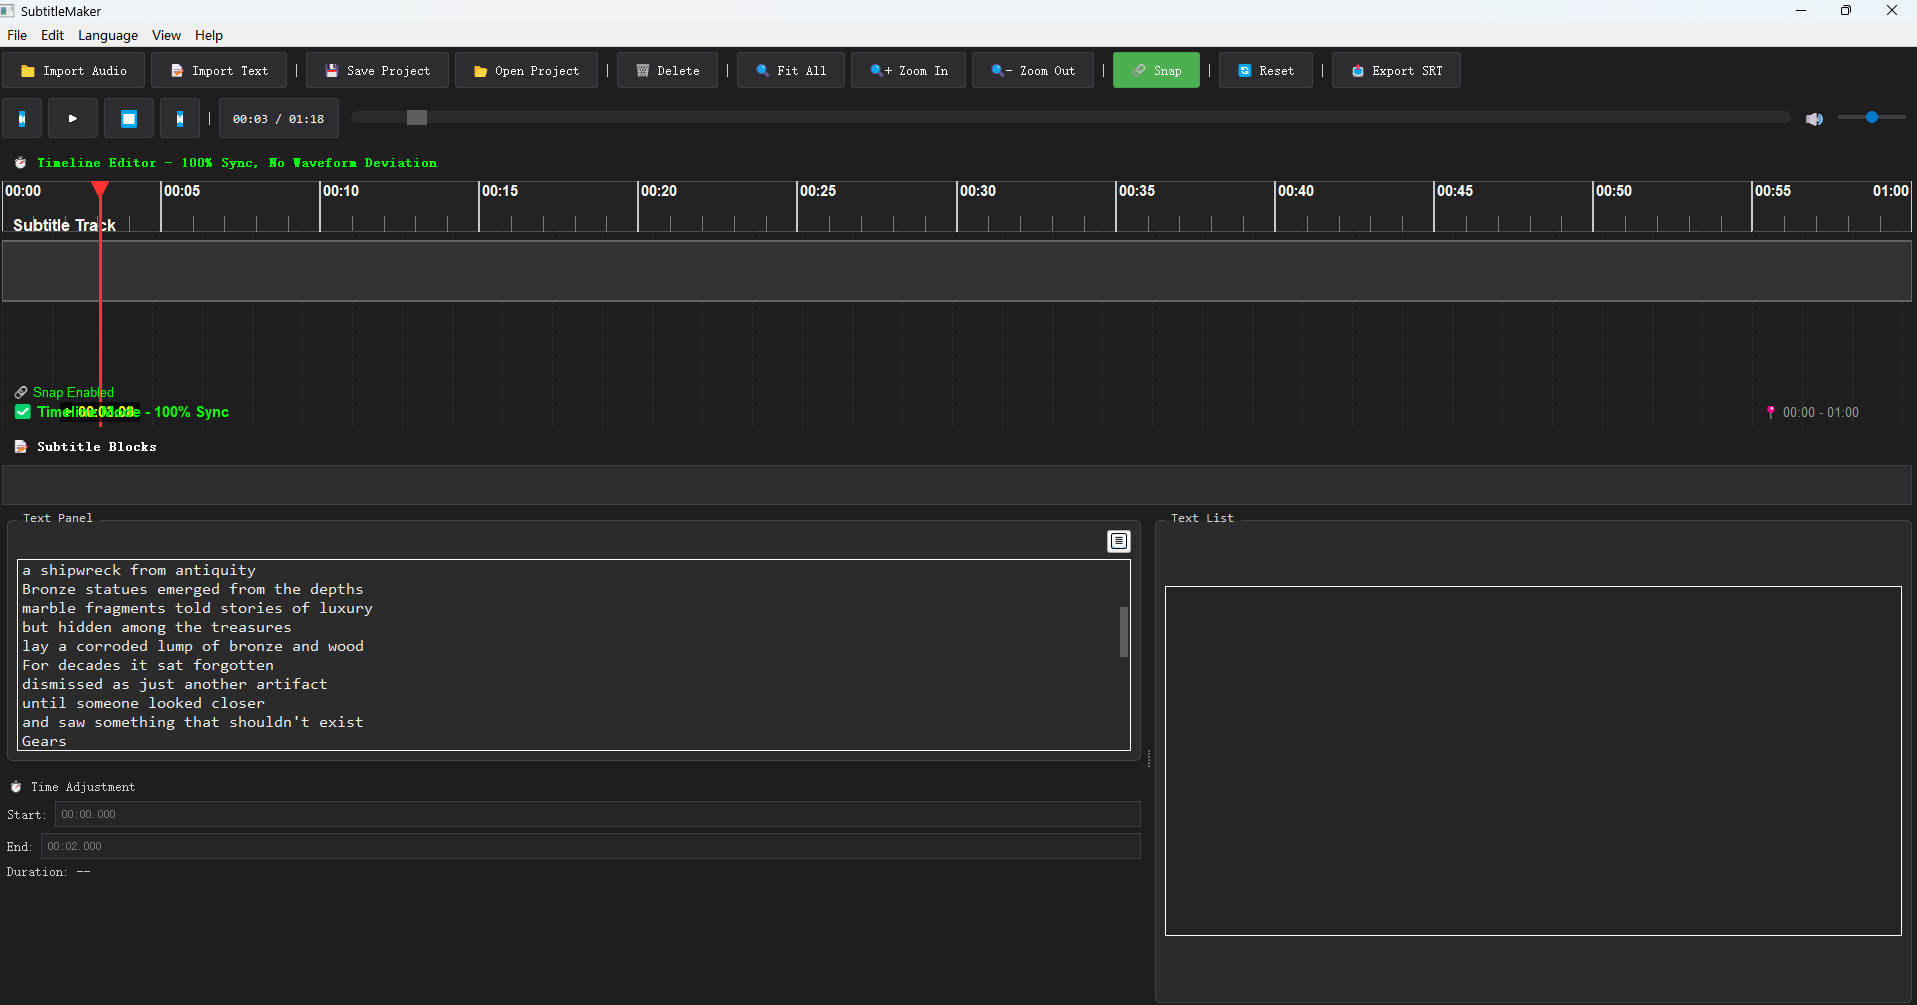 SubtitleMaker
File Edit Language View Help
Import Audio Import Text | Save Project Open Project | Delete | Fit All + Zoom In - Zoom Out | Snap | Reset | Export SRT
00:03 / 01:18
Timeline Editor - 100% Sync, No Waveform Deviation
00:00 00:05 00:10 00:15 00:20 00:25 00:30 00:35 00:40 00:45 00:50 00:55 01:00
Subtitle Track
Snap Enabled
Timeline Mode - 100% Sync
00:03.08
00:00 - 01:00
Subtitle Blocks
Text Panel
a shipwreck from antiquity
Bronze statues emerged from the depths
marble fragments told stories of luxury
but hidden among the treasures
lay a corroded lump of bronze and wood
For decades it sat forgotten
dismissed as just another artifact
until someone looked closer
and saw something that shouldn't exist
Gears
Text List
Time Adjustment
Start: 00:00.000
End: 00:02.000
Duration: --